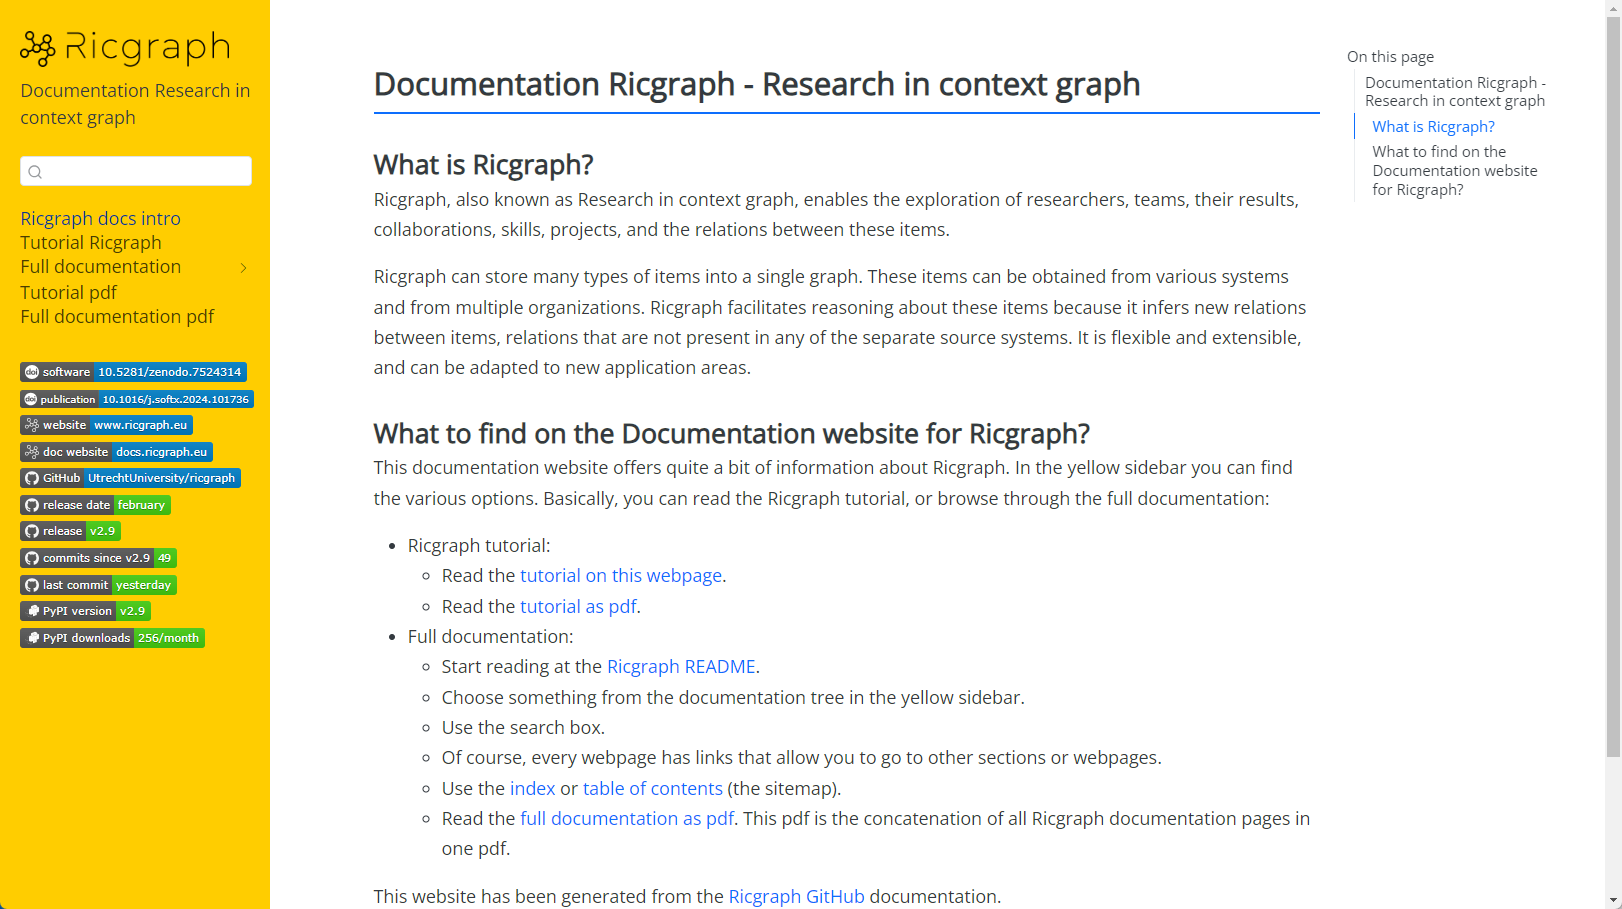 Ricgraph
Documentation Research in
context graph
Ricgraph docs intro
Tutorial Ricgraph
Full documentation
Tutorial pdf
Full documentation pdf
doi software 10.5281/zenodo.7524314
doi publication 10.1016/j.softx.2024.101736
website www.ricgraph.eu
doc website docs.ricgraph.eu
GitHub UtrechtUniversity/ricgraph
release date february
release v2.9
commits since v2.9 49
last commit yesterday
PyPI version v2.9
PyPI downloads 256/month
Documentation Ricgraph - Research in context graph
What is Ricgraph?
Ricgraph, also known as Research in context graph, enables the exploration of researchers, teams, their results,
collaborations, skills, projects, and the relations between these items.
Ricgraph can store many types of items into a single graph. These items can be obtained from various systems
and from multiple organizations. Ricgraph facilitates reasoning about these items because it infers new relations
between items, relations that are not present in any of the separate source systems. It is flexible and extensible,
and can be adapted to new application areas.
What to find on the Documentation website for Ricgraph?
This documentation website offers quite a bit of information about Ricgraph. In the yellow sidebar you can find
the various options. Basically, you can read the Ricgraph tutorial, or browse through the full documentation:
• Ricgraph tutorial:
◦ Read the tutorial on this webpage.
◦ Read the tutorial as pdf.
• Full documentation:
◦ Start reading at the Ricgraph README.
◦ Choose something from the documentation tree in the yellow sidebar.
◦ Use the search box.
◦ Of course, every webpage has links that allow you to go to other sections or webpages.
◦ Use the index or table of contents (the sitemap).
◦ Read the full documentation as pdf. This pdf is the concatenation of all Ricgraph documentation pages in
one pdf.
This website has been generated from the Ricgraph GitHub documentation.
On this page
Documentation Ricgraph -
Research in context graph
What is Ricgraph?
What to find on the
Documentation website
for Ricgraph?